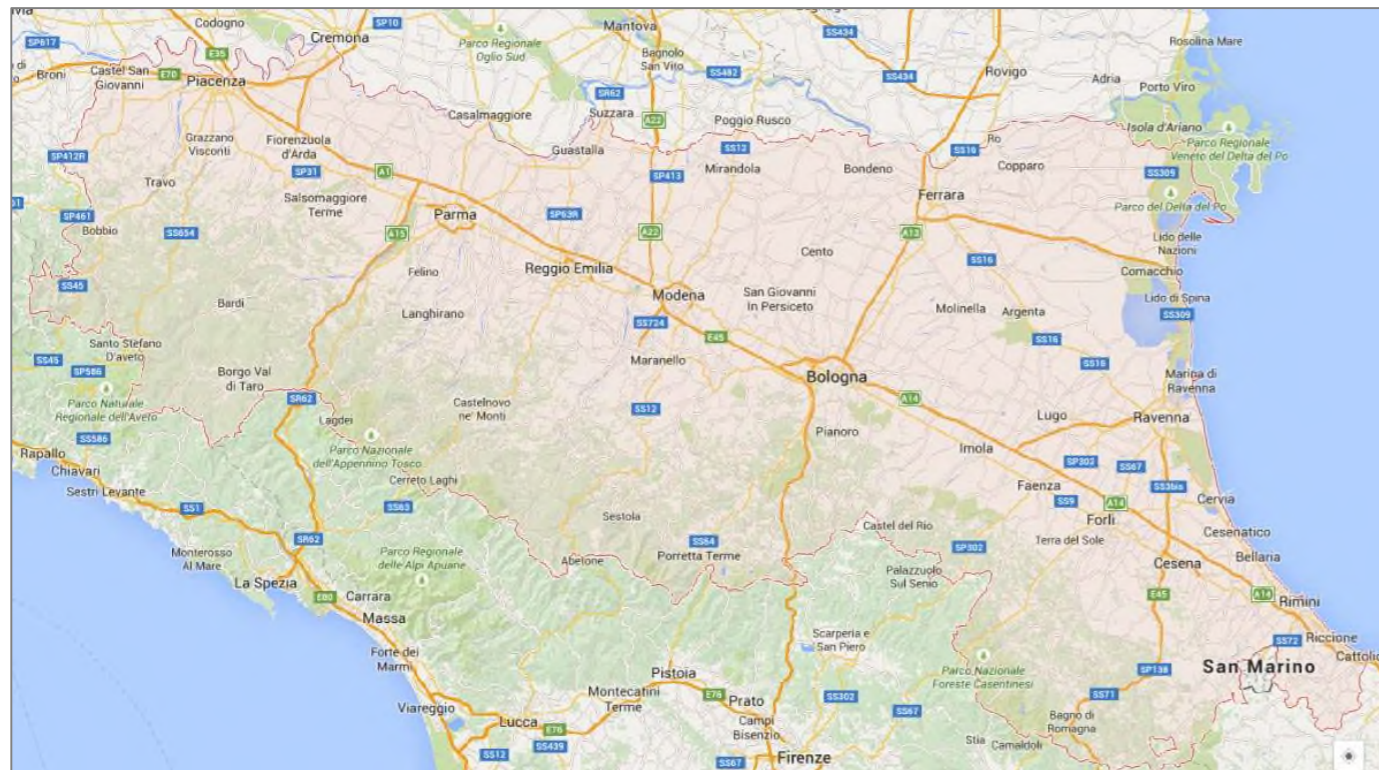 Codogno
SP10
Cremona
Parco Regionale
Oglio Sud
Mantova
SS434
Rosolina Mare
SP617
E35
Bagnolo
San Vito
SS482
SS434
Rovigo
Adria
Porto Viro
Broni
Castel San
Giovanni
E70
Piacenza
SR62
Casalmaggiore
Suzzara
A22
Poggio Rusco
Isola d'Ariano
Parco Regionale
Veneto del Delta del Po
Grazzano
Visconti
Fiorenzuola
d'Arda
Guastalla
SS12
Ro
SS16
SP412R
Travo
SP31
A1
SP413
Mirandola
Bondeno
Copparo
SS309
Salsomaggiore
Terme
Ferrara
Parco del Delta del Po
SP461
Bobbio
SS654
A15
Parma
SP63R
A22
Cento
A13
Lido delle
Nazioni
SS16
Comacchio
Felino
Reggio Emilia
SS45
Bardi
Langhirano
Modena
San Giovanni
In Persiceto
Molinella
Argenta
Lido di Spina
SS309
SS724
E45
SS16
Santo Stefano
D'aveto
SS45
SP586
Maranello
SS16
Borgo Val
di Taro
Bologna
Marina di
Ravenna
Parco Naturale
Regionale dell'Aveto
SR62
Castelnovo
ne' Monti
SS12
A14
Lagdei
Lugo
Ravenna
SS586
Parco Nazionale
dell'Appennino Tosco
Pianoro
Imola
Rapallo
Chiavari
Cerreto Laghi
SP302
SS67
Sestri Levante
SS1
SS63
Faenza
SS9
SS3bis
A14
Cervia
Sestola
Forlì
Castel del Rio
Cesenatico
SR62
SS64
Terra del Sole
Monterosso
Al Mare
Parco Regionale
delle Alpi Apuane
Abetone
Porretta Terme
SP302
Bellaria
Palazzuolo
Sul Senio
Cesena
La Spezia
E80
Carrara
E45
A14
Rimini
Massa
Scarperia e
San Piero
SS72
Riccione
Forte dei
Marmi
Pistoia
Parco Nazionale
Foreste Casentinesi
SP138
San Marino
Cattolic
Montecatini
Terme
E76
Prato
SS302
SS71
Viareggio
Lucca
E76
Campi
Bisenzio
SS67
Bagno di
Romagna
SS12
SS439
Firenze
SS67
Stia
Camaldoli